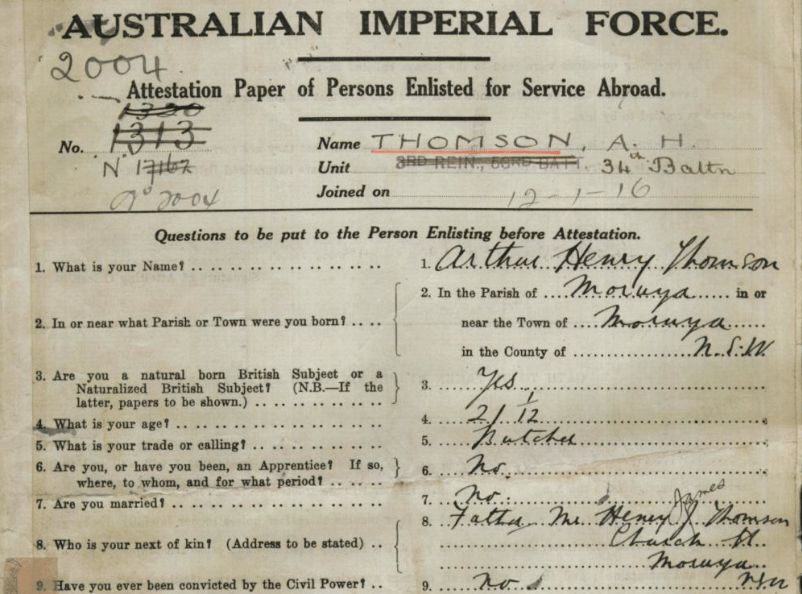 AUSTRALIAN IMPERIAL FORCE.
2004
Attestation Paper of Persons Enlisted for Service Abroad.
1320
No. 1313 Name THOMSON, A. H.
N 17167 Unit 3RD REIN., 53RD BATT. 34th Battn
No 2004 Joined on 12-1-16
Questions to be put to the Person Enlisting before Attestation.
1. What is your Name? 1. Arthur Henry Thomson
2. In the Parish of Moruya in or
2. In or near what Parish or Town were you born? near the Town of Moruya
in the County of N.S.W.
3. Are you a natural born British Subject or a
Naturalized British Subject? (N.B.—If the 3. Yes
latter, papers to be shown.)
4. What is your age? 4. 21 1/12
5. What is your trade or calling? 5. Butcher
6. Are you, or have you been, an Apprentice? If so, 6. No.
where, to whom, and for what period?
7. Are you married? 7. No.
James
8. Father Mr Henry J. Thomson
8. Who is your next of kin? (Address to be stated) Church St.
Moruya
9. Have you ever been convicted by the Civil Power? 9. No NSW